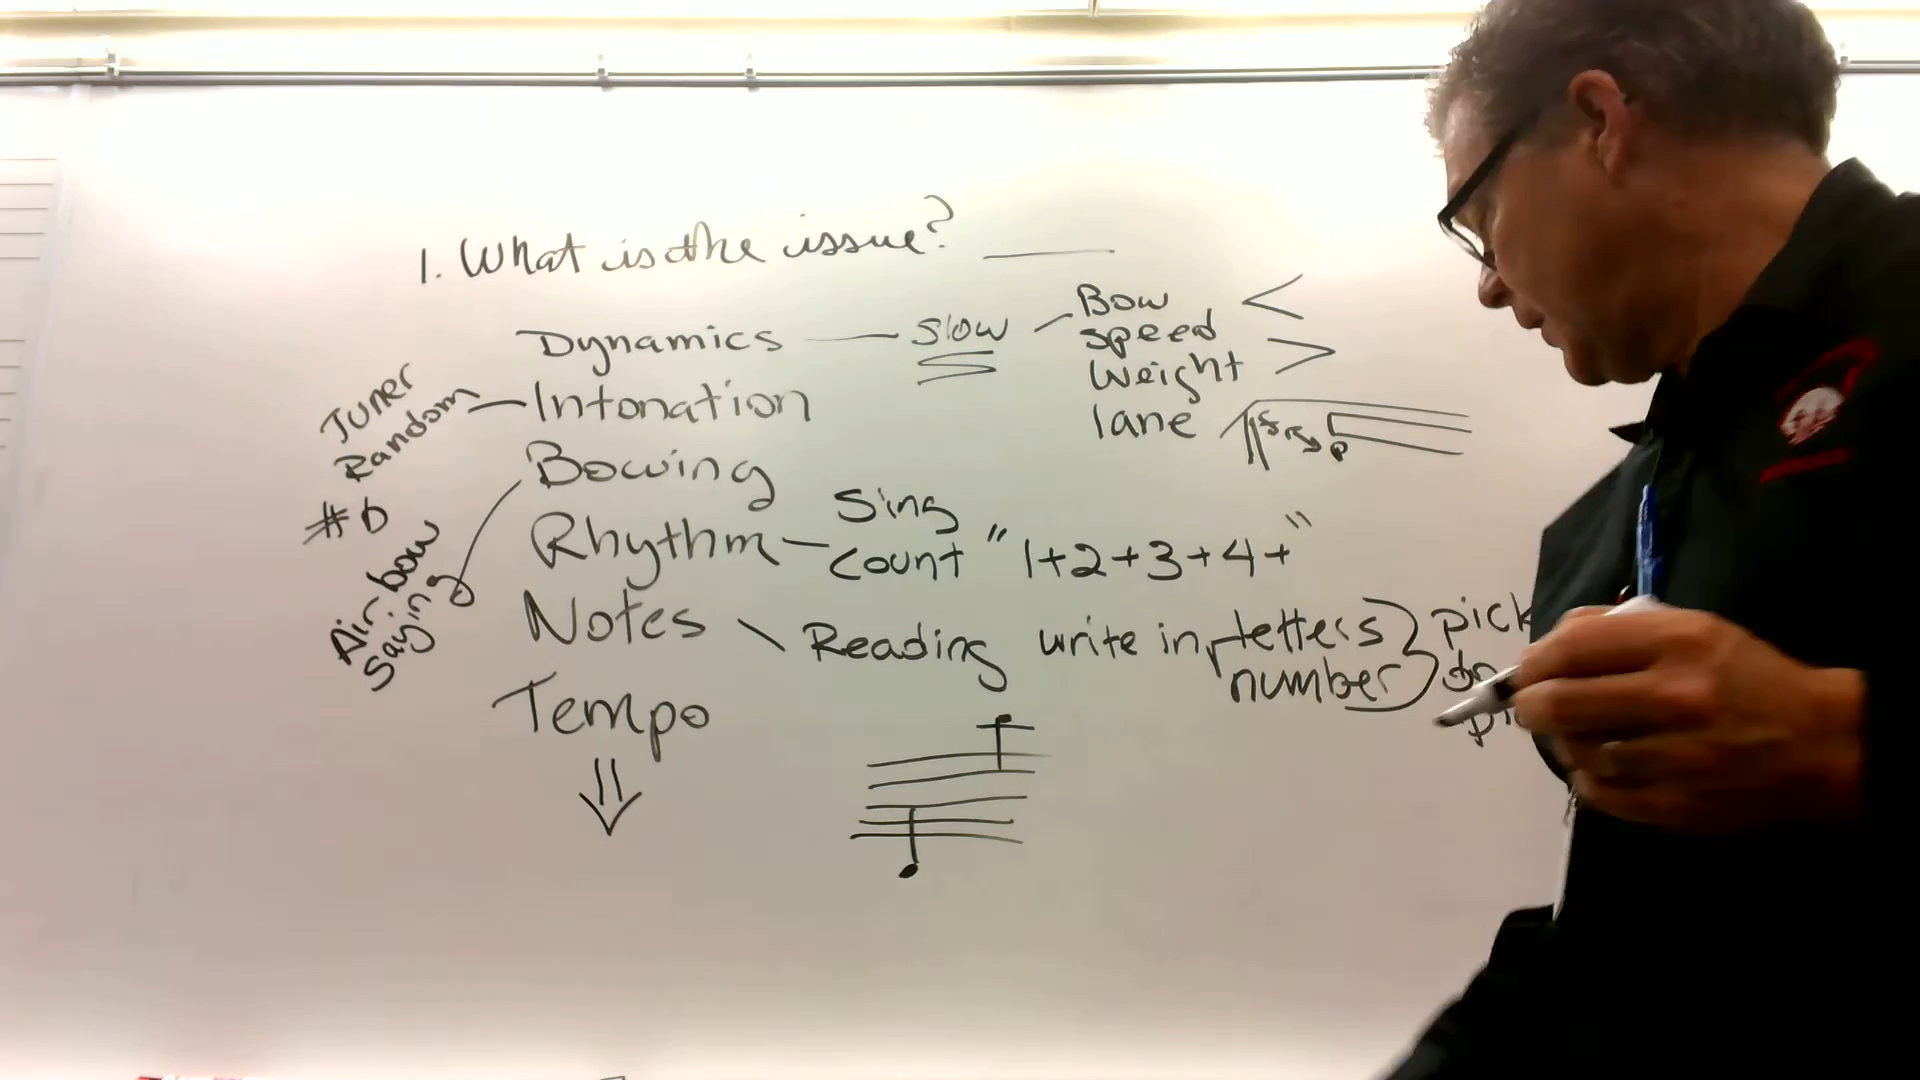 1. What is the issue?
Dynamics — slow — Bow
speed
weight
lane
f
p
Tuner
Random — Intonation
#b
Bowing
Air-bow
saying
Rhythm — Sing
count "1+2+3+4+"
Notes \ Reading write in letters
number
pick
Tempo